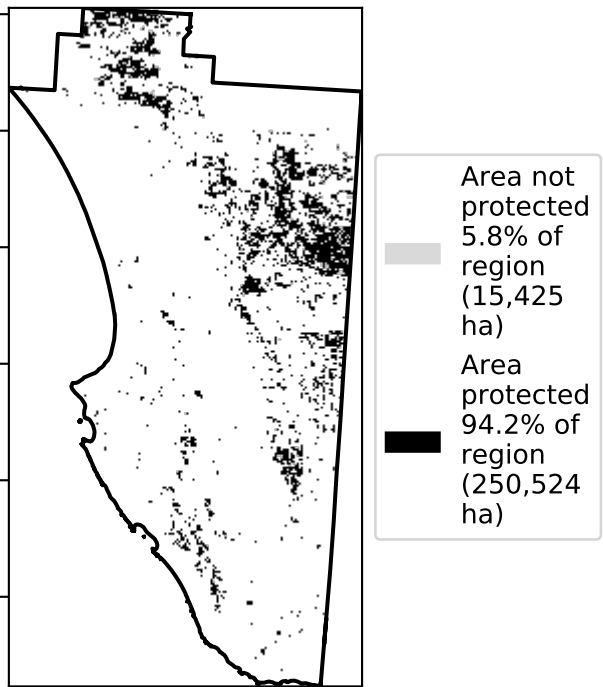 Area not
protected
5.8% of
region
(15,425
ha)
Area
protected
94.2% of
region
(250,524
ha)